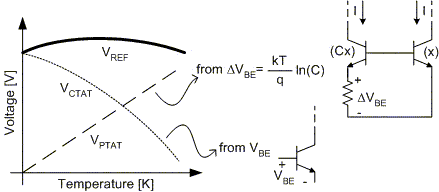 Voltage [V]
Temperature [K]
V_REF
V_CTAT
V_PTAT
from ΔV_BE = kT/q ln(C)
from V_BE
+
V_BE
-
I
I
(Cx)
(x)
+
ΔV_BE
-